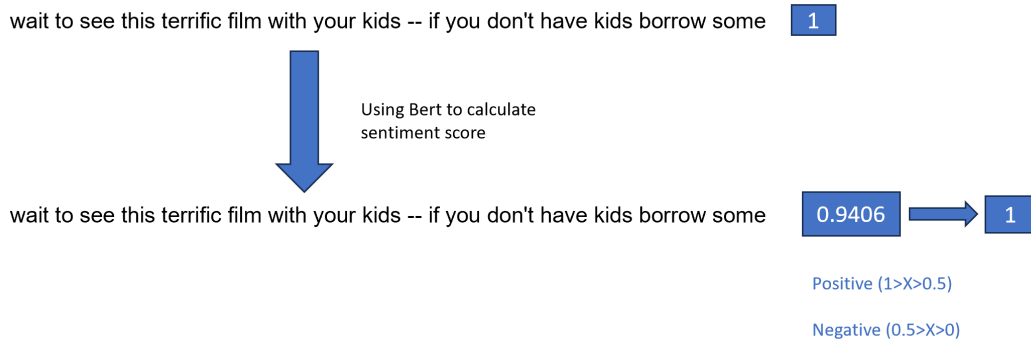 wait to see this terrific film with your kids -- if you don't have kids borrow some 1
Using Bert to calculate
sentiment score
wait to see this terrific film with your kids -- if you don't have kids borrow some 0.9406 1
Positive (1>X>0.5)
Negative (0.5>X>0)